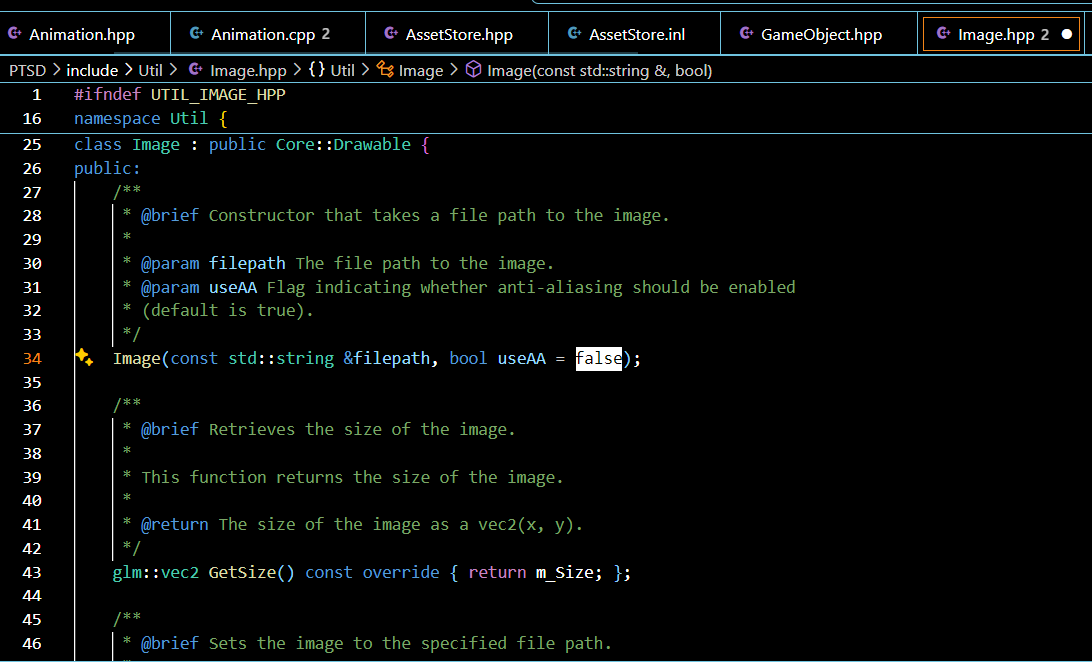 Animation.hpp
Animation.cpp 2
AssetStore.hpp
AssetStore.inl
GameObject.hpp
Image.hpp 2
PTSD > include > Util > Image.hpp > {} Util > Image > Image(const std::string &, bool)
1 #ifndef UTIL_IMAGE_HPP
16 namespace Util {
25 class Image : public Core::Drawable {
26 public:
27 /**
28 * @brief Constructor that takes a file path to the image.
29 *
30 * @param filepath The file path to the image.
31 * @param useAA Flag indicating whether anti-aliasing should be enabled
32 * (default is true).
33 */
34 Image(const std::string &filepath, bool useAA = false);
35
36 /**
37 * @brief Retrieves the size of the image.
38 *
39 * This function returns the size of the image.
40 *
41 * @return The size of the image as a vec2(x, y).
42 */
43 glm::vec2 GetSize() const override { return m_Size; };
44
45 /**
46 * @brief Sets the image to the specified file path.